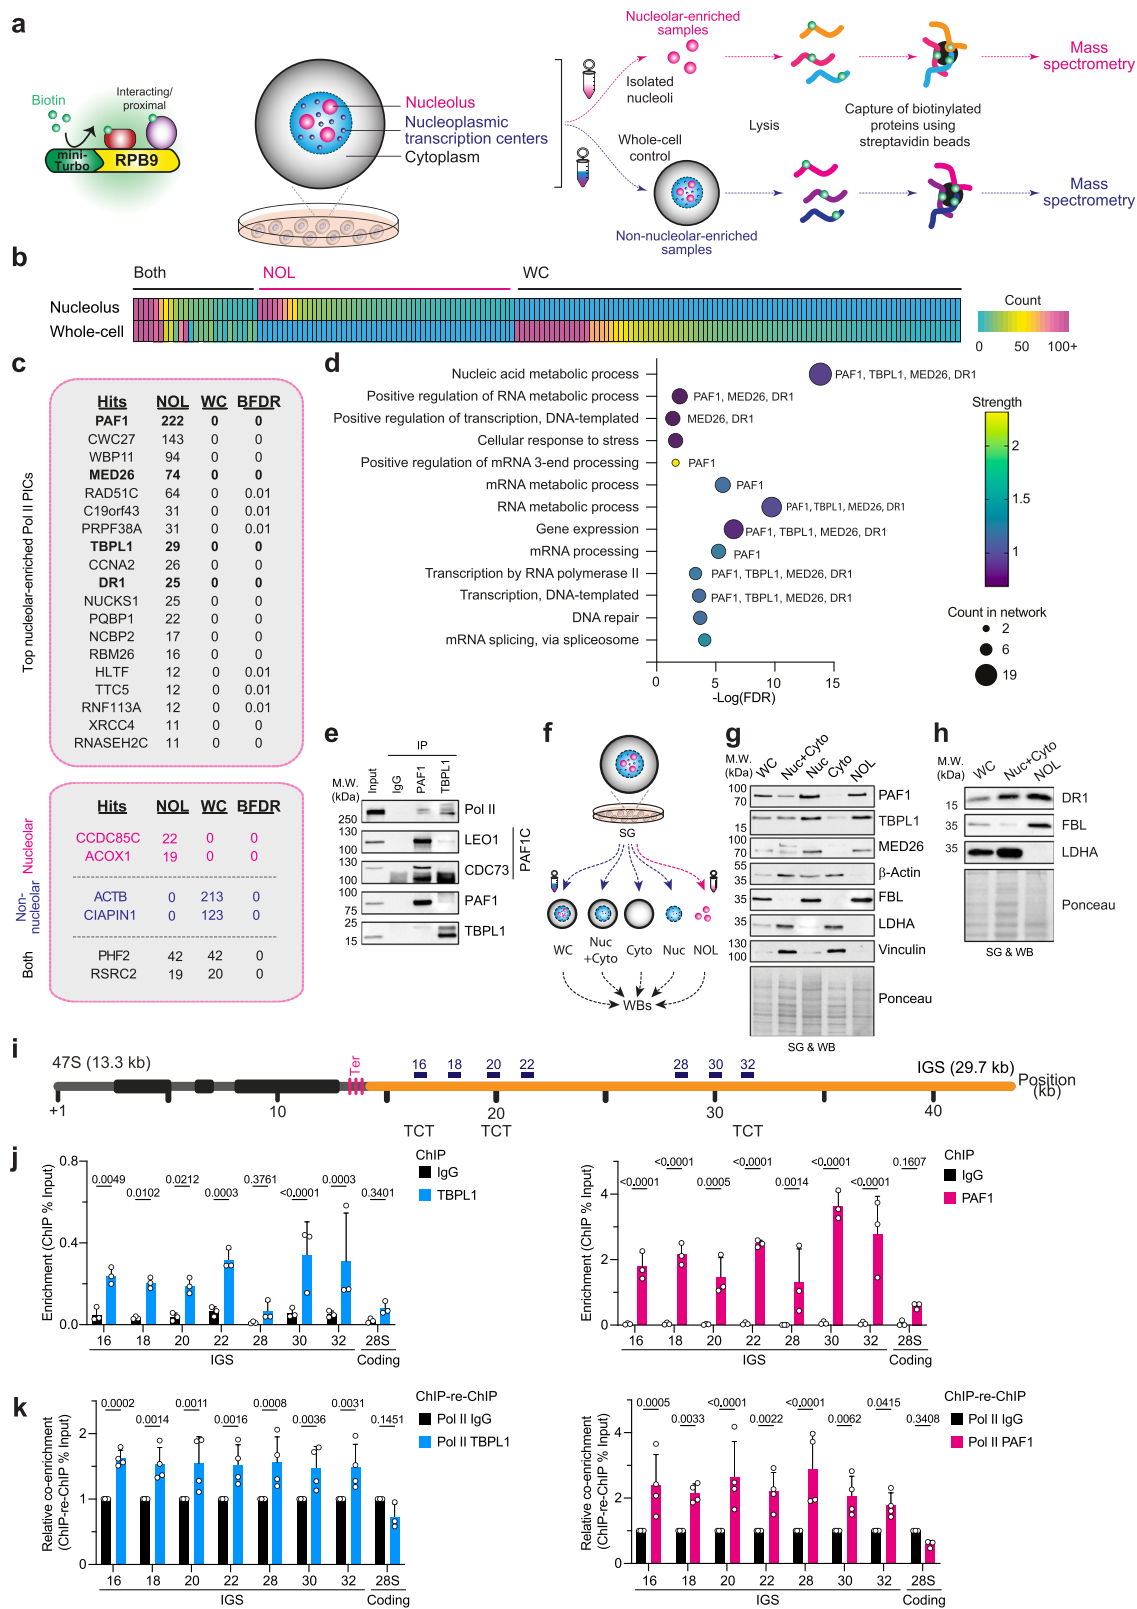 a
Biotin
Interacting/
proximal
mini-
Turbo
RPB9
Nucleolus
Nucleoplasmic
transcription centers
Cytoplasm
Nucleolar-enriched
samples
Isolated
nucleoli
Whole-cell
control
Non-nucleolar-enriched
samples
Lysis
Capture of biotinylated
proteins using
streptavidin beads
Mass
spectrometry
Mass
spectrometry
b
Both NOL WC
Nucleolus
Whole-cell
Count
0 50 100+
c
Top nucleolar-enriched Pol II PICs
Hits NOL WC BFDR
PAF1 222 0 0
CWC27 143 0 0
WBP11 94 0 0
MED26 74 0 0
RAD51C 64 0 0.01
C19orf43 31 0 0.01
PRPF38A 31 0 0.01
TBPL1 29 0 0
CCNA2 26 0 0
DR1 25 0 0
NUCKS1 25 0 0
PQBP1 22 0 0
NCBP2 17 0 0
RBM26 16 0 0
HLTF 12 0 0.01
TTC5 12 0 0.01
RNF113A 12 0 0.01
XRCC4 11 0 0
RNASEH2C 11 0 0
Hits NOL WC BFDR
Nucleolar
CCDC85C 22 0 0
ACOX1 19 0 0
Non-
nucleolar
ACTB 0 213 0
CIAPIN1 0 123 0
Both
PHF2 42 42 0
RSRC2 19 20 0
d
Nucleic acid metabolic process PAF1, TBPL1, MED26, DR1
Positive regulation of RNA metabolic process PAF1, MED26, DR1
Positive regulation of transcription, DNA-templated MED26, DR1
Cellular response to stress
Positive regulation of mRNA 3-end processing PAF1
mRNA metabolic process PAF1
RNA metabolic process PAF1, TBPL1, MED26, DR1
Gene expression PAF1, TBPL1, MED26, DR1
mRNA processing PAF1
Transcription by RNA polymerase II PAF1, TBPL1, MED26, DR1
Transcription, DNA-templated PAF1, TBPL1, MED26, DR1
DNA repair
mRNA splicing, via spliceosome
0 5 10 15
-Log(FDR)
Strength
2
1.5
1
Count in network
2
6
19
e
IP
M.W.
(kDa)
Input IgG PAF1 TBPL1
250 Pol II
130
100 LEO1
130
100 CDC73
PAF1C
100
75 PAF1
25
15 TBPL1
f
SG
WC Nuc
+Cyto Cyto Nuc NOL
WBs
g
M.W.
(kDa)
WC Nuc+Cyto Nuc Cyto NOL
100
70 PAF1
15 TBPL1
70 MED26
55
35 β-Actin
35 FBL
35 LDHA
130
100 Vinculin
Ponceau
SG & WB
h
M.W.
(kDa)
WC Nuc+Cyto NOL
15 DR1
35 FBL
35 LDHA
Ponceau
SG & WB
i
47S (13.3 kb) Ter 16 18 20 22 28 30 32 IGS (29.7 kb)
Position
(kb)
+1 10 20 30 40
TCT TCT TCT
j
Enrichment (ChIP % Input)
0.8
0.4
0.0
0.0049 0.0102 0.0212 0.0003 0.3761 <0.0001 0.0003 0.3401
ChIP
IgG
TBPL1
16 18 20 22 28 30 32 28S
IGS Coding
Enrichment (ChIP % Input)
4
2
0
<0.0001 <0.0001 0.0005 <0.0001 0.0014 <0.0001 <0.0001 0.1607
ChIP
IgG
PAF1
16 18 20 22 28 30 32 28S
IGS Coding
k
Relative co-enrichment
(ChIP-re-ChIP % Input)
2
1
0
0.0002 0.0014 0.0011 0.0016 0.0008 0.0036 0.0031 0.1451
ChIP-re-ChIP
Pol II IgG
Pol II TBPL1
16 18 20 22 28 30 32 28S
IGS Coding
Relative co-enrichment
(ChIP-re-ChIP % Input)
4
2
0
0.0005 0.0033 <0.0001 0.0022 <0.0001 0.0062 0.0415 0.3408
ChIP-re-ChIP
Pol II IgG
Pol II PAF1
16 18 20 22 28 30 32 28S
IGS Coding